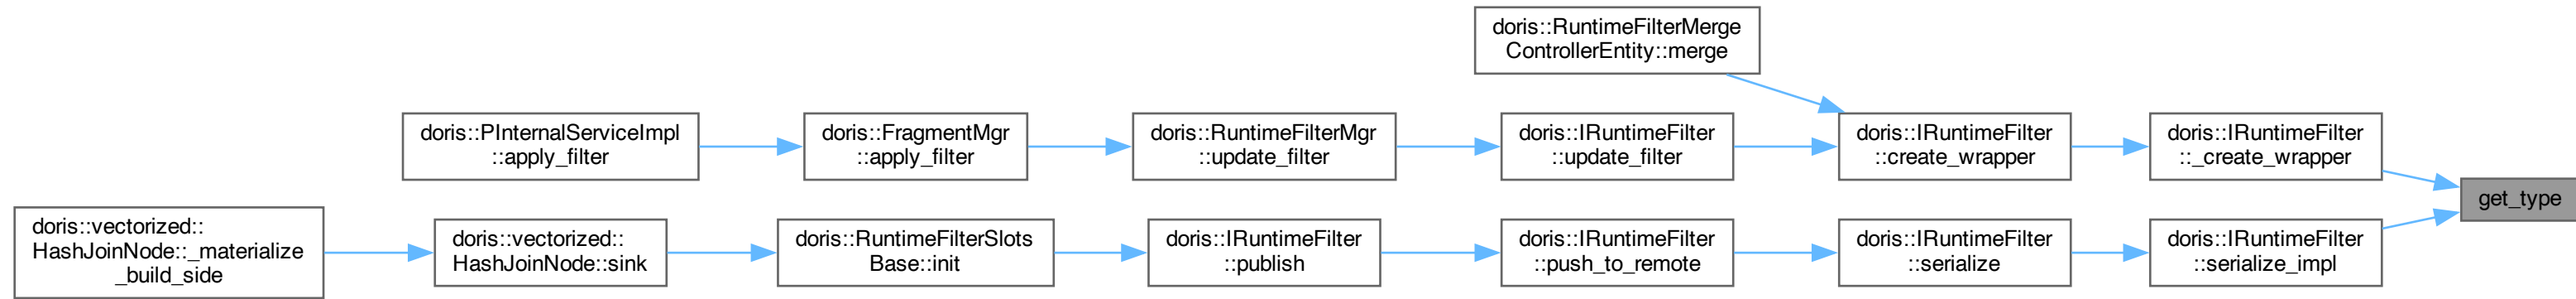 doris::RuntimeFilterMerge
ControllerEntity::merge
doris::PInternalServiceImpl
::apply_filter
doris::FragmentMgr
::apply_filter
doris::RuntimeFilterMgr
::update_filter
doris::IRuntimeFilter
::update_filter
doris::IRuntimeFilter
::create_wrapper
doris::IRuntimeFilter
::_create_wrapper
get_type
doris::vectorized::
HashJoinNode::_materialize
_build_side
doris::vectorized::
HashJoinNode::sink
doris::RuntimeFilterSlots
Base::init
doris::IRuntimeFilter
::publish
doris::IRuntimeFilter
::push_to_remote
doris::IRuntimeFilter
::serialize
doris::IRuntimeFilter
::serialize_impl